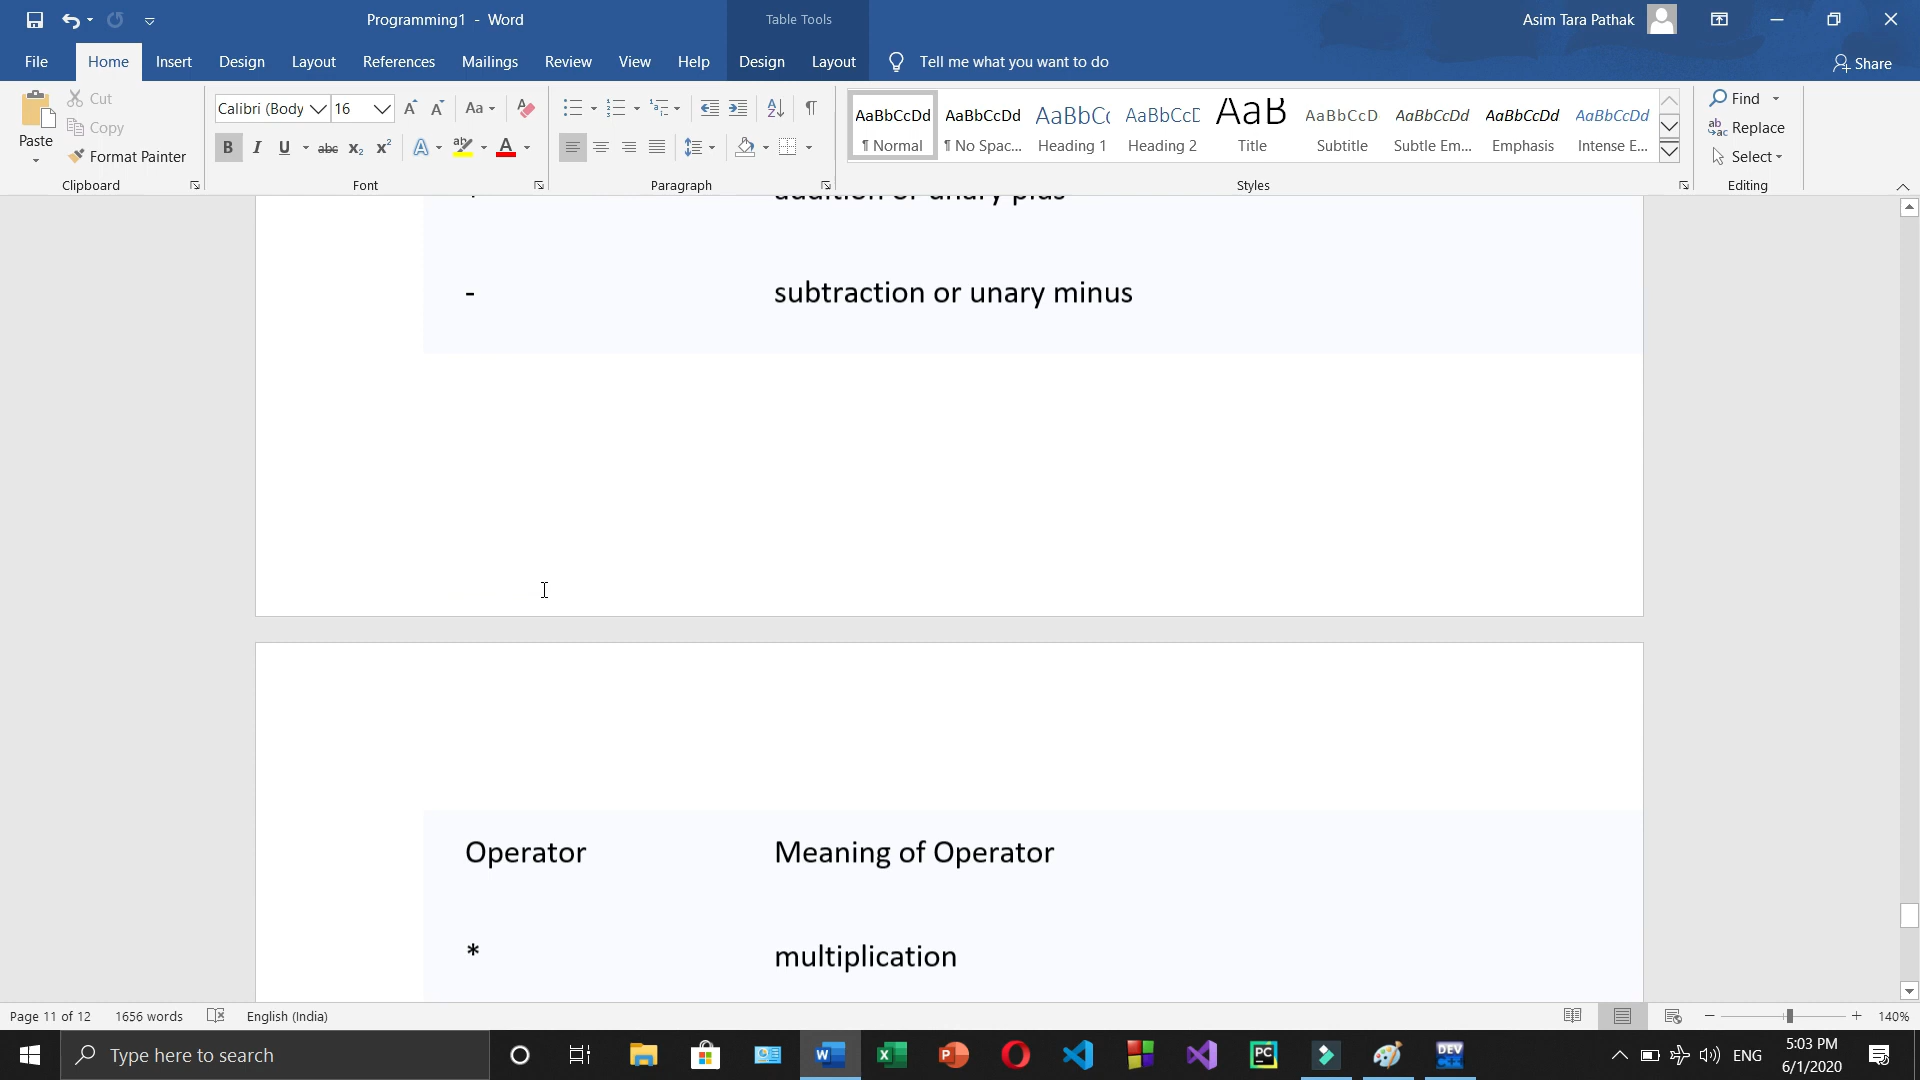 Programming1 - Word
Table Tools
Asim Tara Pathak
File Home Insert Design Layout References Mailings Review View Help Design Layout Tell me what you want to do Share
Paste
Cut
Copy
Format Painter
Clipboard
Calibri (Body 16
Font
Paragraph
AaBbCcDd AaBbCcDd AaBbCc AaBbCcD AaB AaBbCcD AaBbCcDd AaBbCcDd AaBbCcDd
¶ Normal ¶ No Spac... Heading 1 Heading 2 Title Subtitle Subtle Em... Emphasis Intense E...
Styles
Find
Replace
Select
Editing
addition or unary plus
- subtraction or unary minus
Operator Meaning of Operator
* multiplication
Page 11 of 12 1656 words English (India) 140%
Type here to search
ENG
5:03 PM
6/1/2020